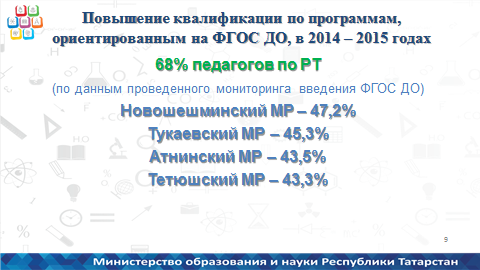 Повышение квалификации по программам,
ориентированным на ФГОС ДО, в 2014 – 2015 годах
68% педагогов по РТ
(по данным проведенного мониторинга введения ФГОС ДО)
Новошешминский МР – 47,2%
Тукаевский МР – 45,3%
Атнинский МР – 43,5%
Тетюшский МР – 43,3%
9
Министерство образования и науки Республики Татарстан